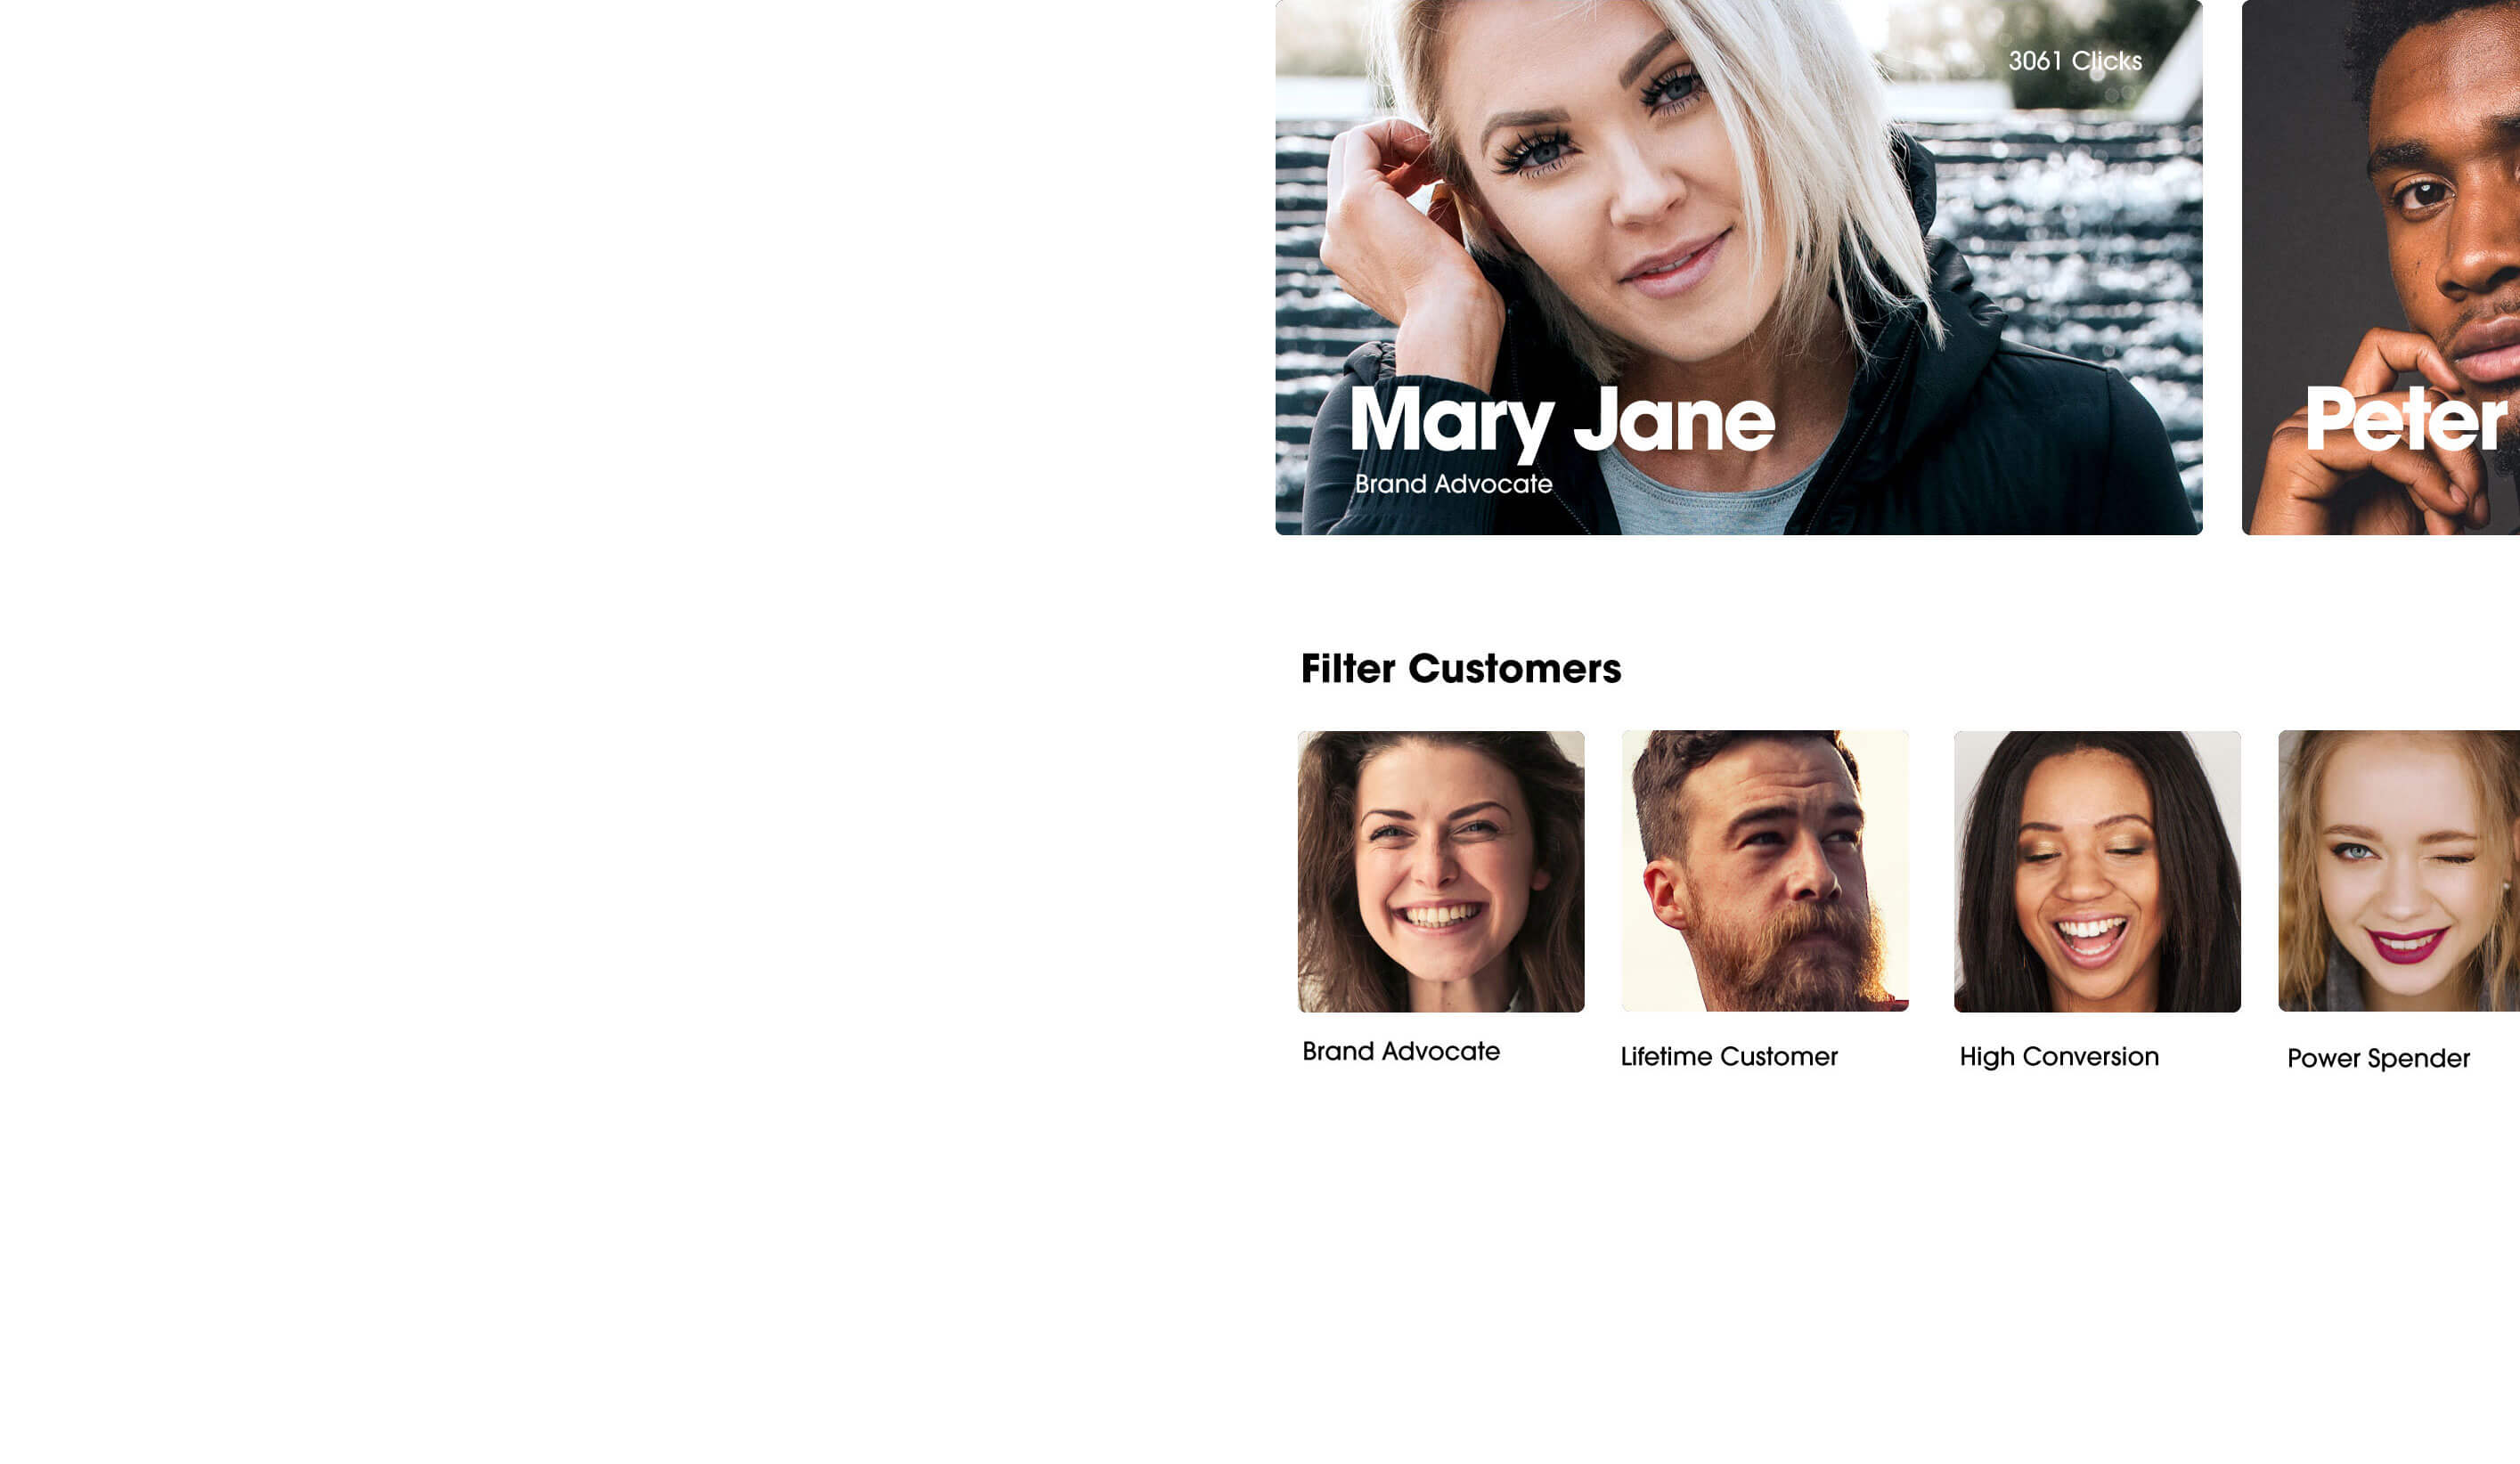 3061 Clicks
Mary Jane
Brand Advocate
Peter
Filter Customers
Brand Advocate
Lifetime Customer
High Conversion
Power Spender